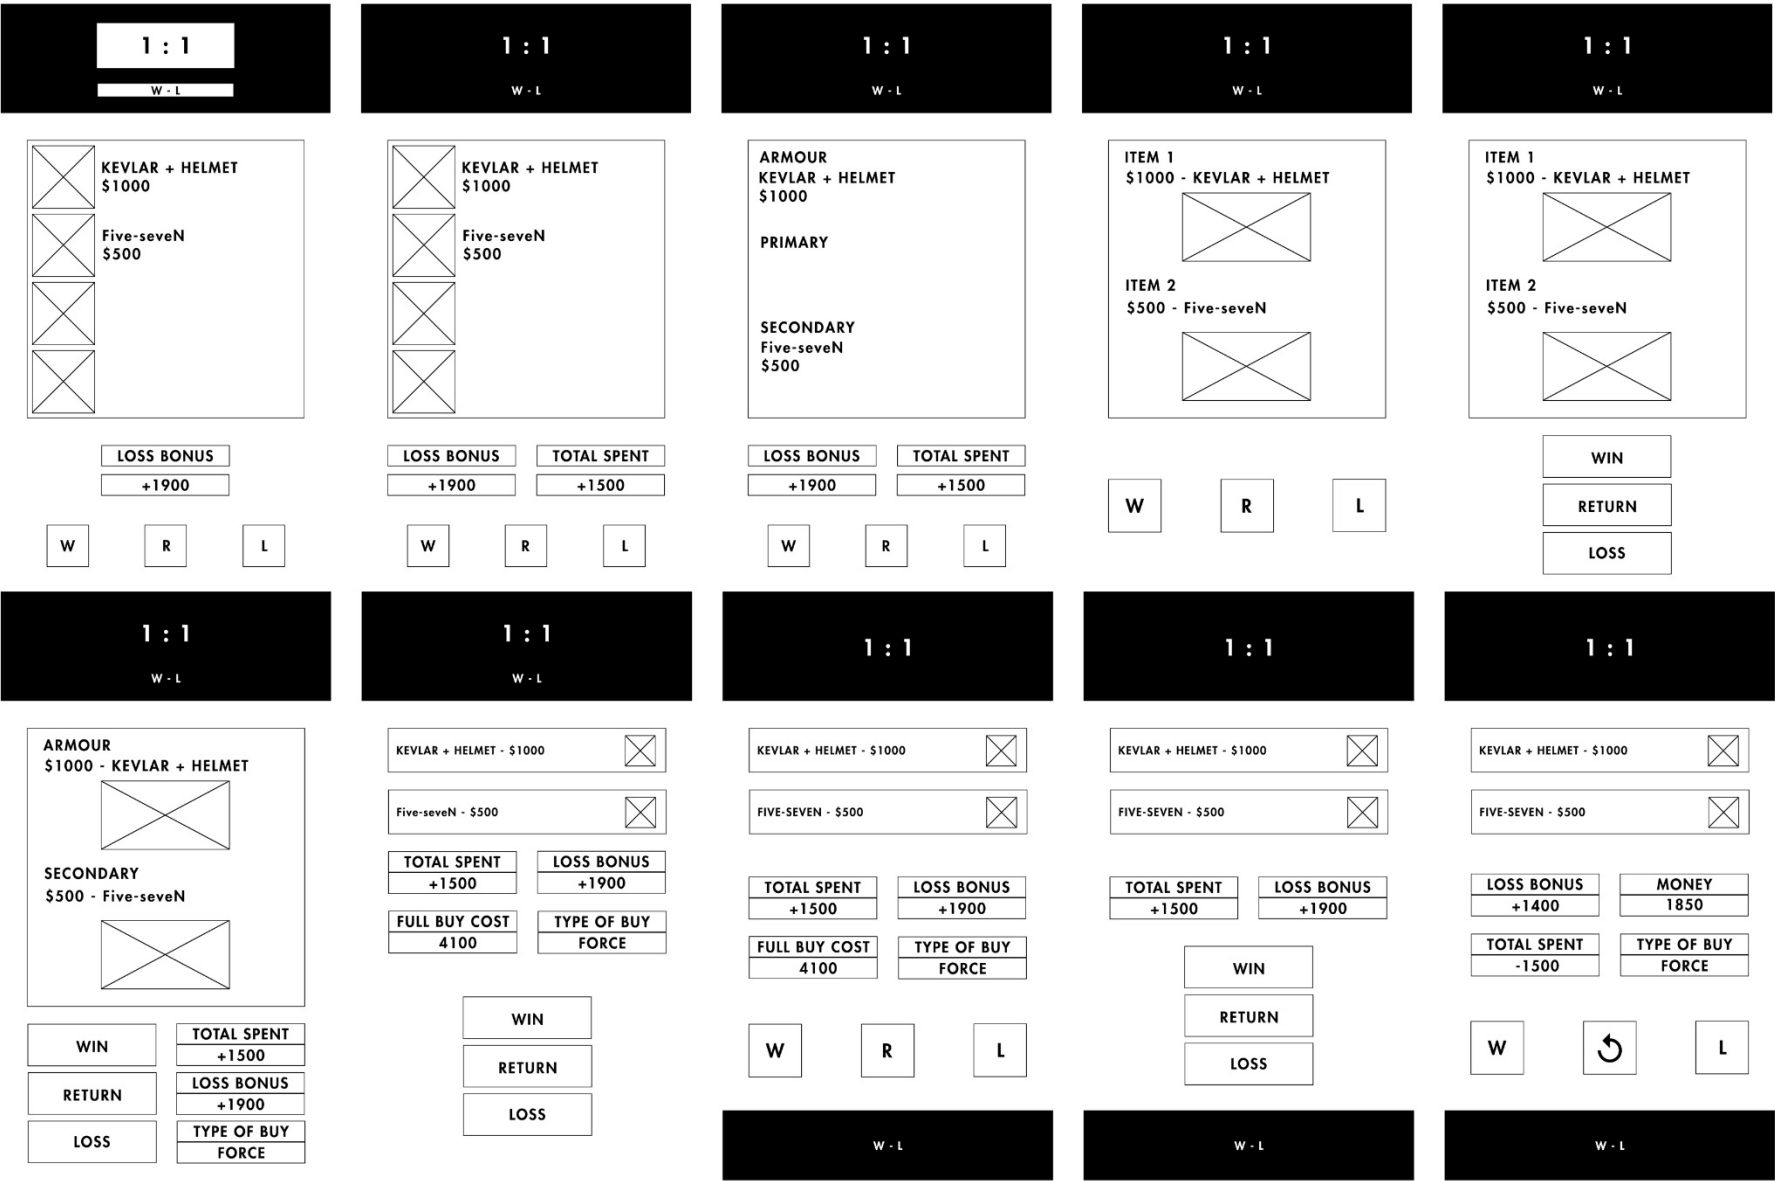 1 : 1
W - L
KEVLAR + HELMET
$1000
Five-seveN
$500
LOSS BONUS
+1900
W
R
L
1 : 1
W - L
KEVLAR + HELMET
$1000
Five-seveN
$500
LOSS BONUS
+1900
TOTAL SPENT
+1500
W
R
L
1 : 1
W - L
ARMOUR
KEVLAR + HELMET
$1000
PRIMARY
SECONDARY
Five-seveN
$500
LOSS BONUS
+1900
TOTAL SPENT
+1500
W
R
L
1 : 1
W - L
ITEM 1
$1000 - KEVLAR + HELMET
ITEM 2
$500 - Five-seveN
W
R
L
1 : 1
W - L
ITEM 1
$1000 - KEVLAR + HELMET
ITEM 2
$500 - Five-seveN
WIN
RETURN
LOSS
1 : 1
W - L
ARMOUR
$1000 - KEVLAR + HELMET
SECONDARY
$500 - Five-seveN
WIN
RETURN
LOSS
TOTAL SPENT
+1500
LOSS BONUS
+1900
TYPE OF BUY
FORCE
1 : 1
W - L
KEVLAR + HELMET - $1000
Five-seveN - $500
TOTAL SPENT
+1500
LOSS BONUS
+1900
FULL BUY COST
4100
TYPE OF BUY
FORCE
WIN
RETURN
LOSS
1 : 1
KEVLAR + HELMET - $1000
FIVE-SEVEN - $500
TOTAL SPENT
+1500
LOSS BONUS
+1900
FULL BUY COST
4100
TYPE OF BUY
FORCE
W
R
L
W - L
1 : 1
KEVLAR + HELMET - $1000
FIVE-SEVEN - $500
TOTAL SPENT
+1500
LOSS BONUS
+1900
WIN
RETURN
LOSS
W - L
1 : 1
KEVLAR + HELMET - $1000
FIVE-SEVEN - $500
LOSS BONUS
+1400
MONEY
1850
TOTAL SPENT
-1500
TYPE OF BUY
FORCE
W
L
W - L